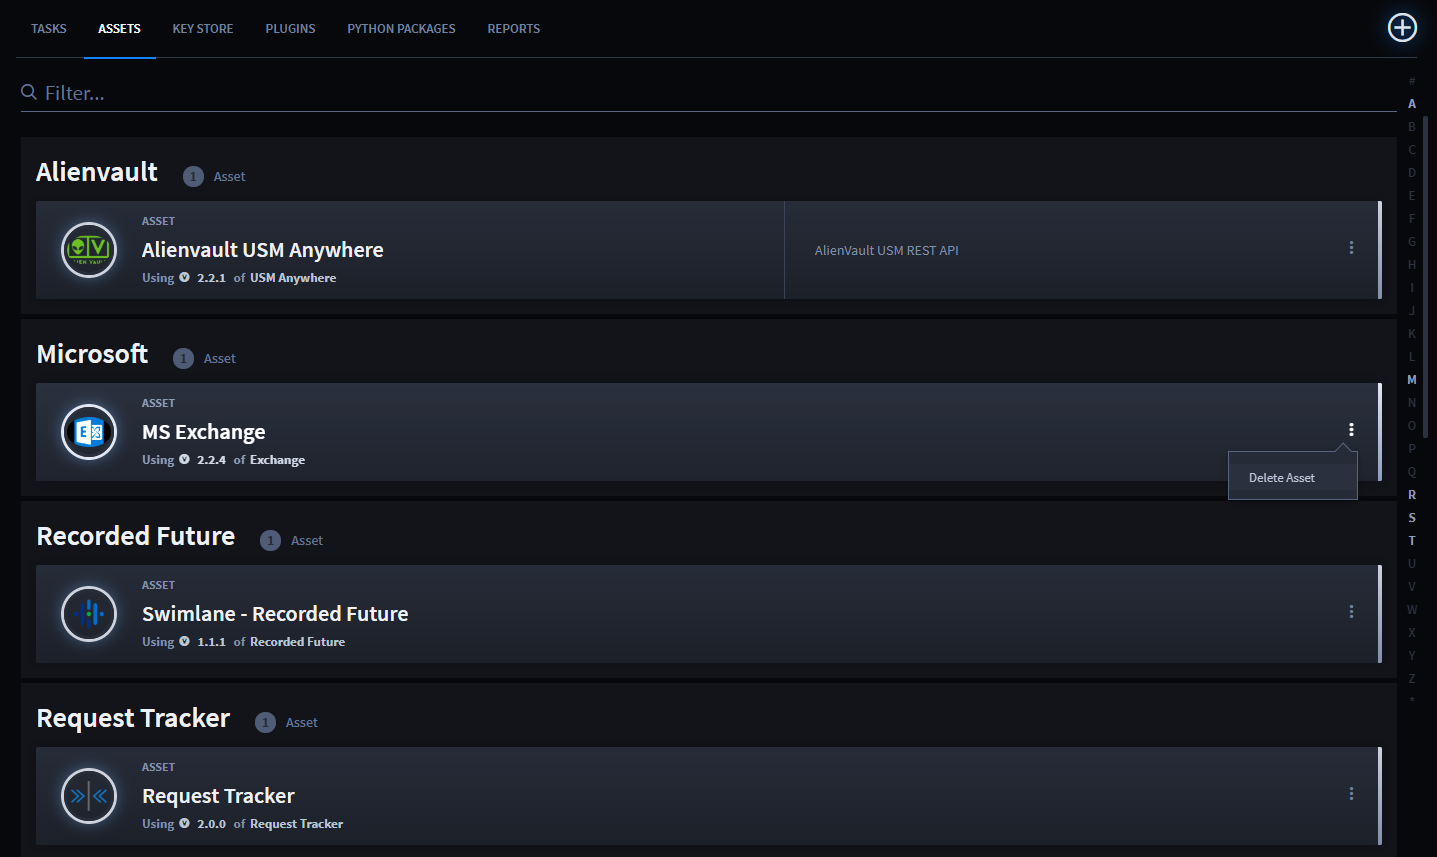 TASKS ASSETS KEY STORE PLUGINS PYTHON PACKAGES REPORTS
Filter...
#
A
B
C
D
E
F
G
H
I
J
K
L
M
N
O
P
Q
R
S
T
U
V
W
X
Y
Z
*
Alienvault 1 Asset
ASSET
Alienvault USM Anywhere
Using V 2.2.1 of USM Anywhere
AlienVault USM REST API
Microsoft 1 Asset
ASSET
MS Exchange
Using V 2.2.4 of Exchange
Delete Asset
Recorded Future 1 Asset
ASSET
Swimlane - Recorded Future
Using V 1.1.1 of Recorded Future
Request Tracker 1 Asset
ASSET
Request Tracker
Using V 2.0.0 of Request Tracker